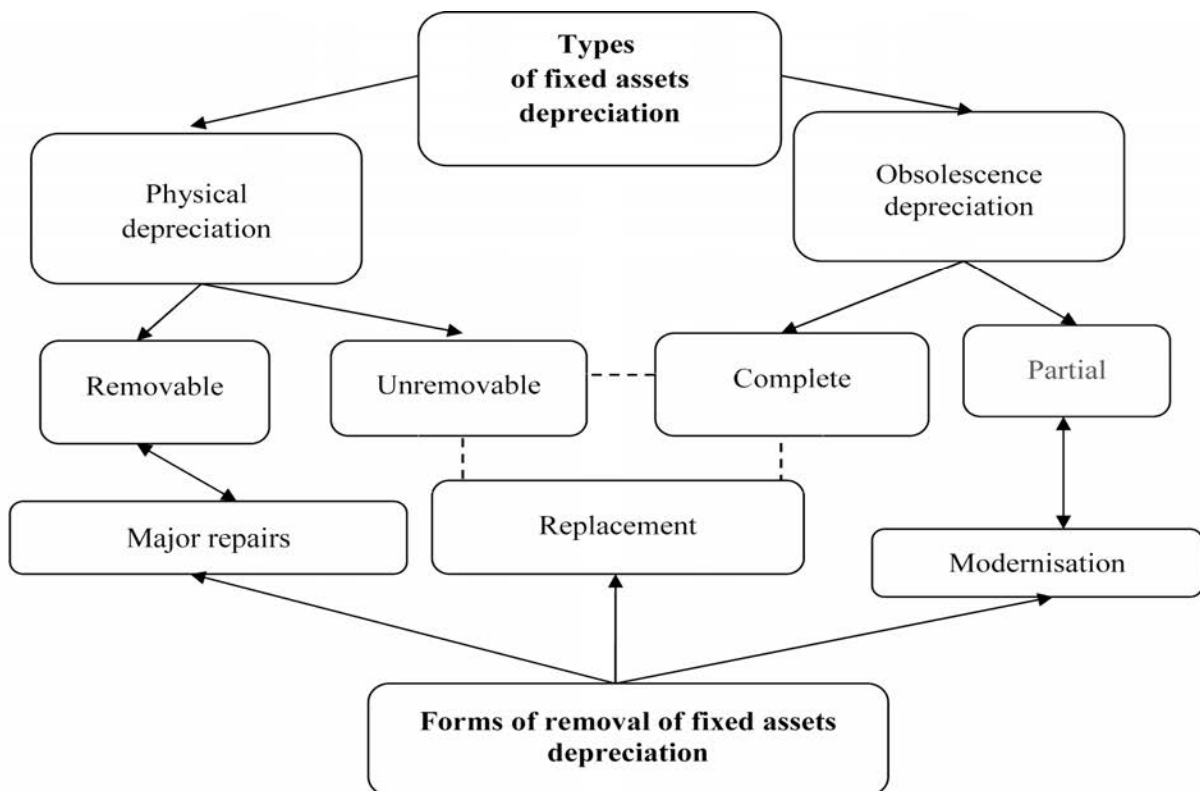 Types
of fixed assets
depreciation
Physical
depreciation
Obsolescence
depreciation
Removable
Unremovable
Complete
Partial
Major repairs
Replacement
Modernisation
Forms of removal of fixed assets
depreciation